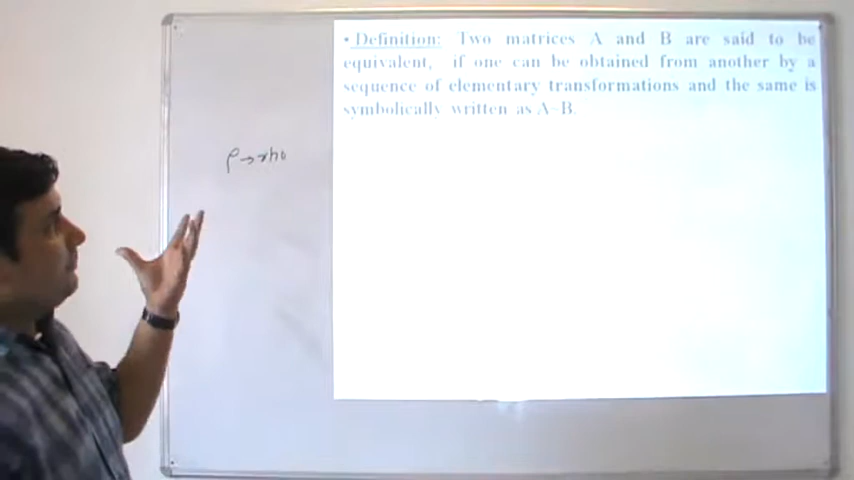 • Definition: Two matrices A and B are said to be
equivalent, if one can be obtained from another by a
sequence of elementary transformations and the same is
symbolically written as A~B.
ρ → rho